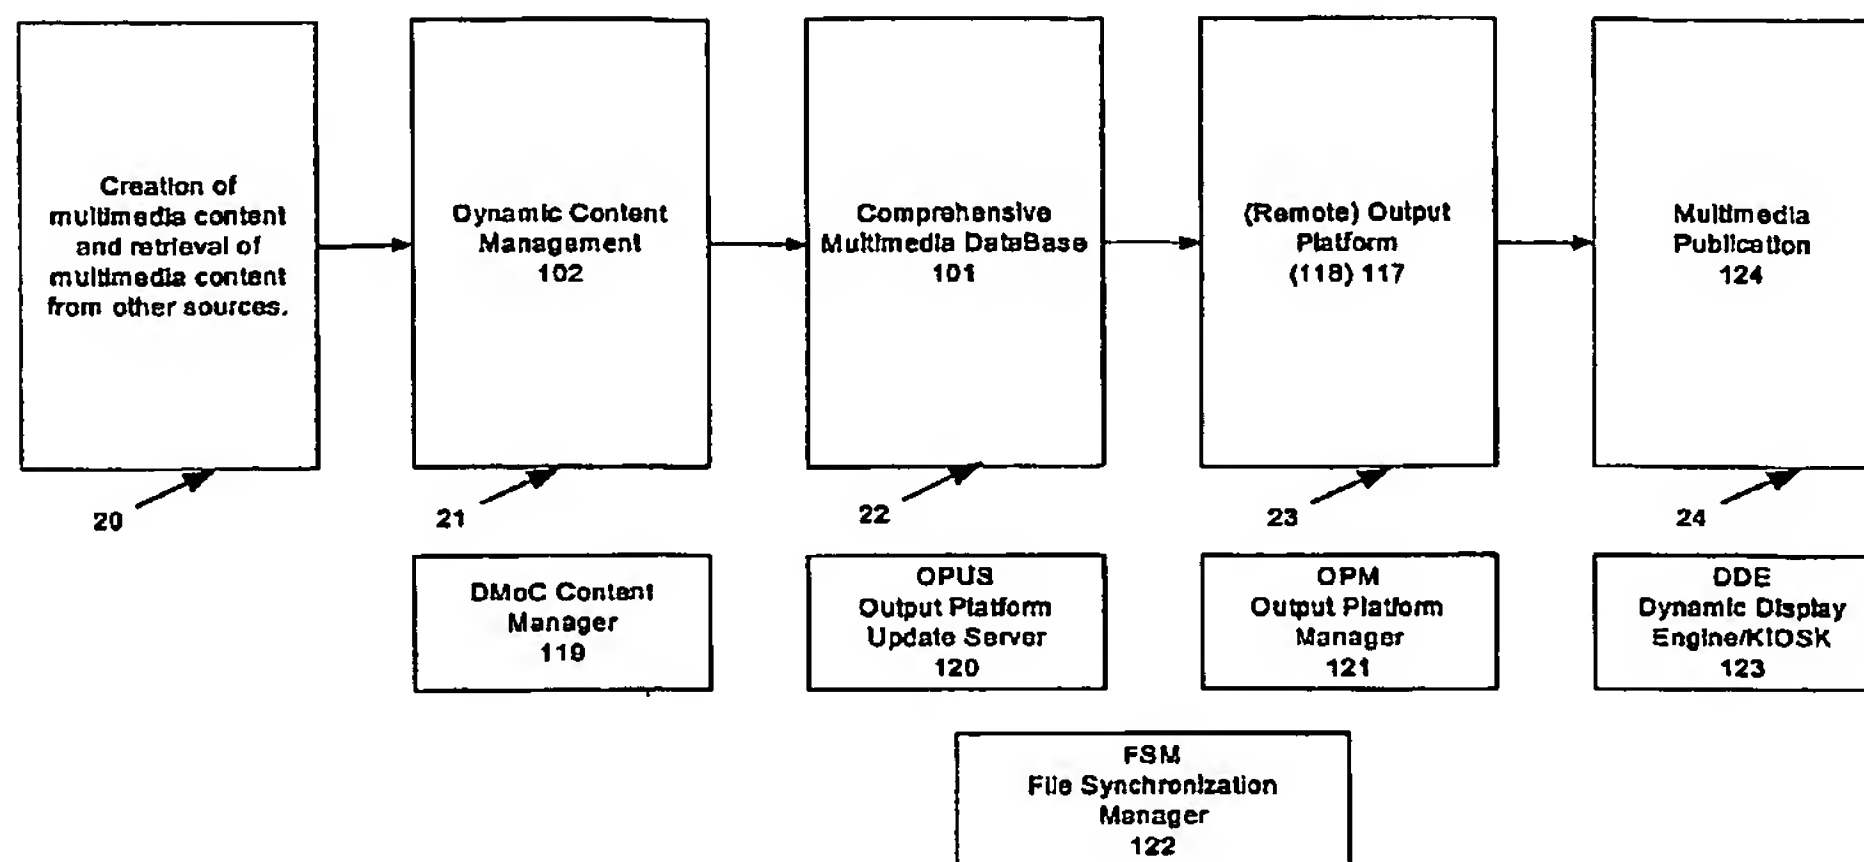 Creation of
multimedia content
and retrieval of
multimedia content
from other sources.
Dynamic Content
Management
102
Comprehensive
Multimedia DataBase
101
(Remote) Output
Platform
(118) 117
Multimedia
Publication
124
20
21
22
23
24
DMoC Content
Manager
119
OPUS
Output Platform
Update Server
120
OPM
Output Platform
Manager
121
DDE
Dynamic Display
Engine/KIOSK
123
FSM
File Synchronization
Manager
122